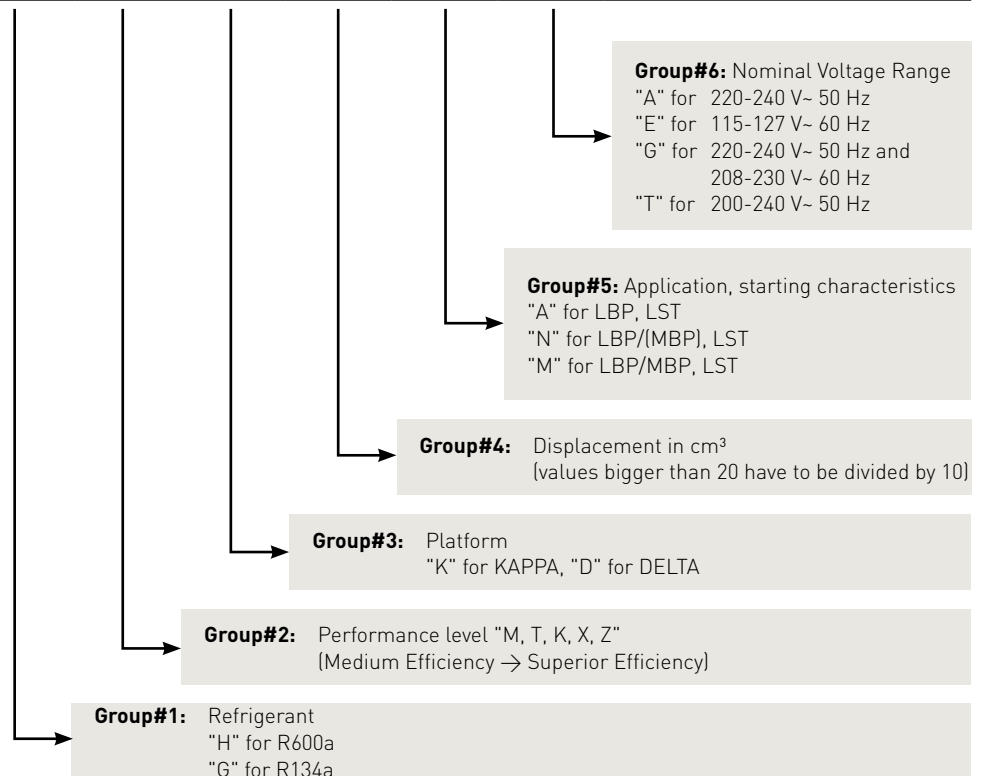 Group#6: Nominal Voltage Range
"A" for 220-240 V~ 50 Hz
"E" for 115-127 V~ 60 Hz
"G" for 220-240 V~ 50 Hz and
208-230 V~ 60 Hz
"T" for 200-240 V~ 50 Hz
Group#5: Application, starting characteristics
"A" for LBP, LST
"N" for LBP/(MBP), LST
"M" for LBP/MBP, LST
Group#4: Displacement in cm³
(values bigger than 20 have to be divided by 10)
Group#3: Platform
"K" for KAPPA, "D" for DELTA
Group#2: Performance level "M, T, K, X, Z"
(Medium Efficiency → Superior Efficiency)
Group#1: Refrigerant
"H" for R600a
"G" for R134a